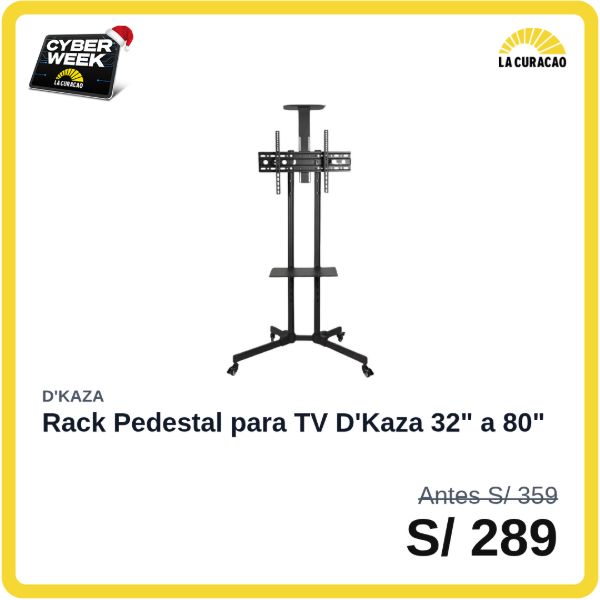 CYBER
WEEK
LA CURACAO
LA CURACAO
D'KAZA
Rack Pedestal para TV D'Kaza 32" a 80"
Antes S/ 359
S/ 289